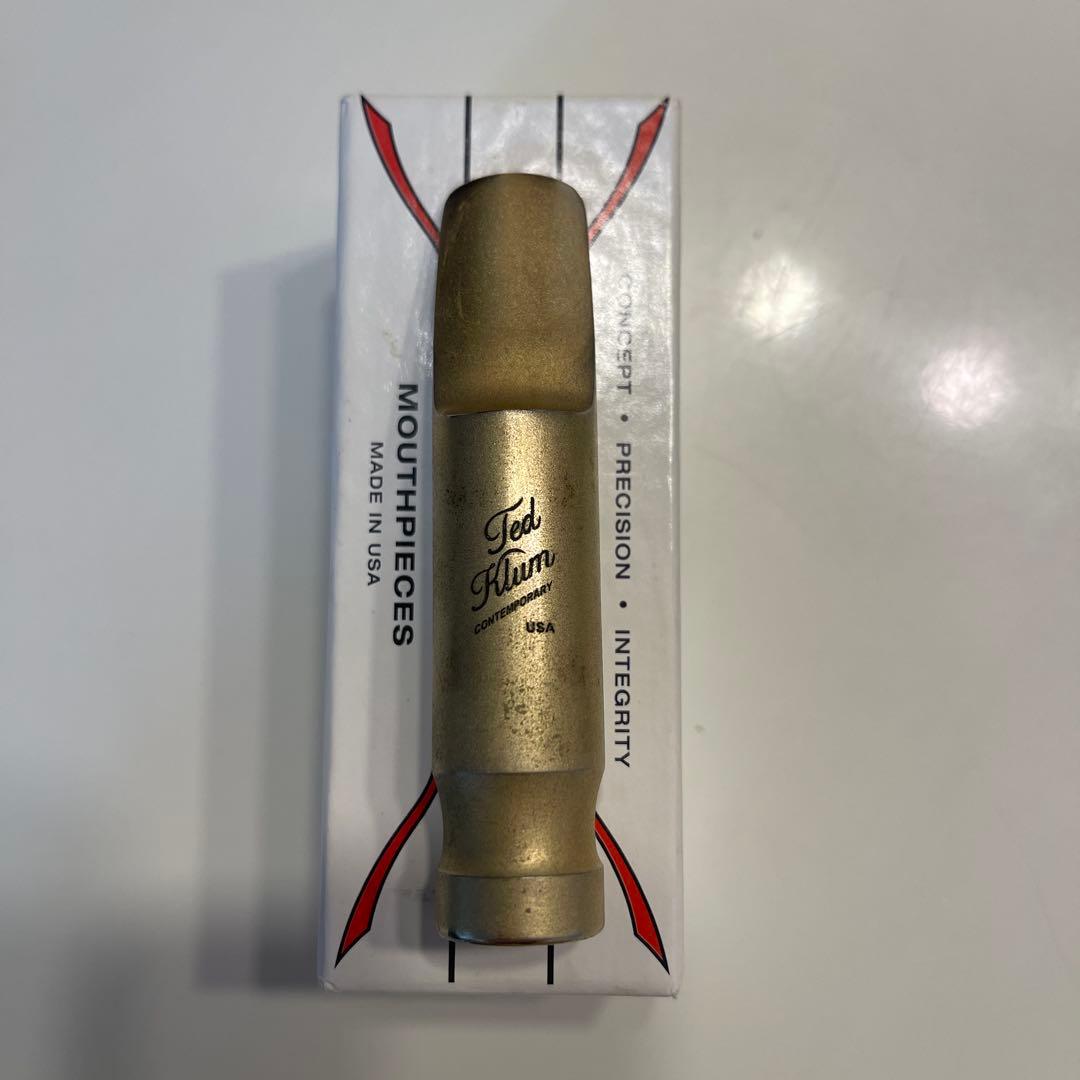 Ted
Klum
CONTEMPORARY
USA
MOUTHPIECES
MADE IN USA
CONCEPT • PRECISION • INTEGRITY